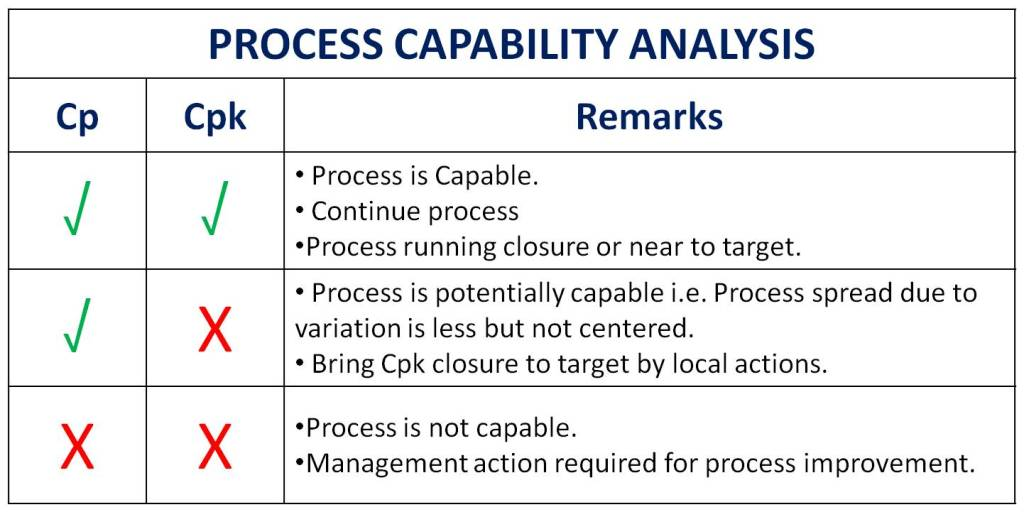 PROCESS CAPABILITY ANALYSIS
Cp Cpk Remarks
√ √
• Process is Capable.
• Continue process
•Process running closure or near to target.
√ X
• Process is potentially capable i.e. Process spread due to
variation is less but not centered.
• Bring Cpk closure to target by local actions.
X X
•Process is not capable.
•Management action required for process improvement.